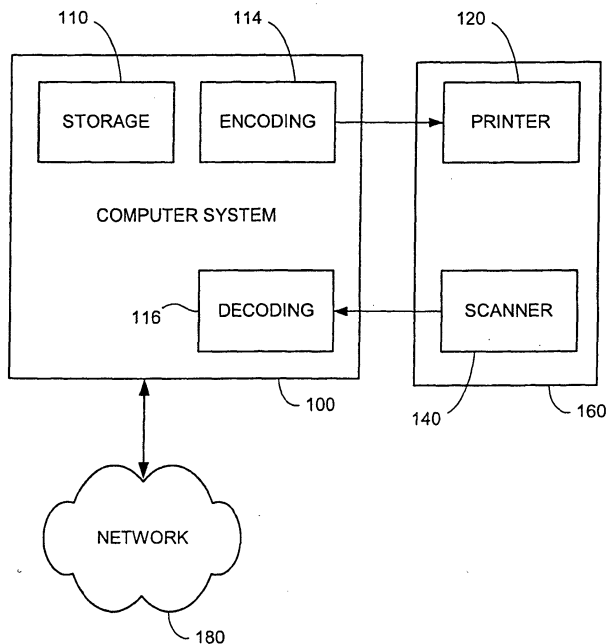 110
114
120
STORAGE
ENCODING
PRINTER
COMPUTER SYSTEM
116
DECODING
SCANNER
100
140
160
NETWORK
180